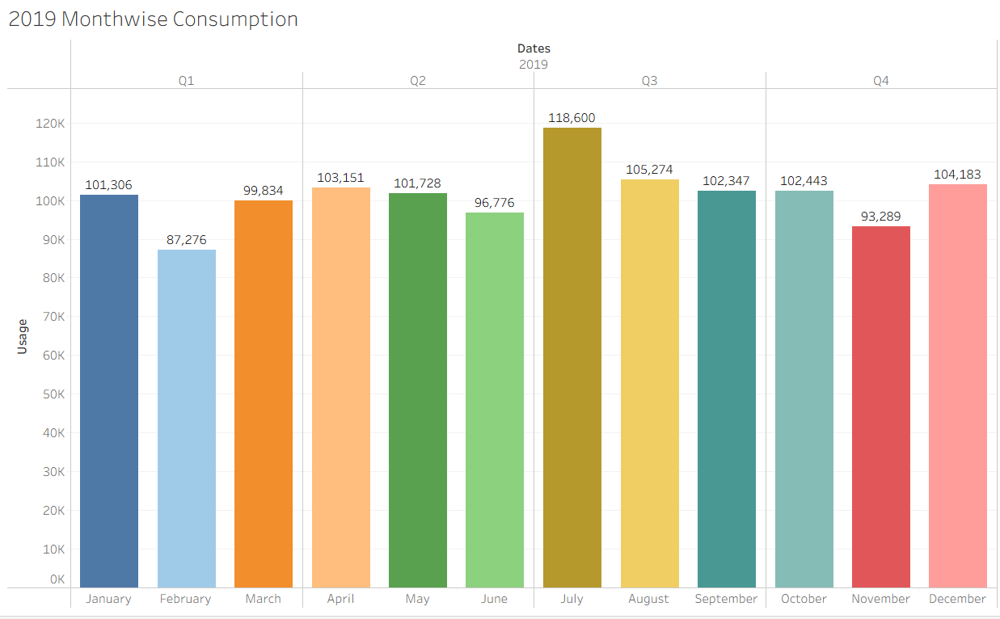 2019 Monthwise Consumption
Dates
2019
Q1 Q2 Q3 Q4
120K
110K
100K
90K
80K
70K
60K
50K
40K
30K
20K
10K
0K
Usage
101,306
87,276
99,834
103,151
101,728
96,776
118,600
105,274
102,347
102,443
93,289
104,183
January February March April May June July August September October November December